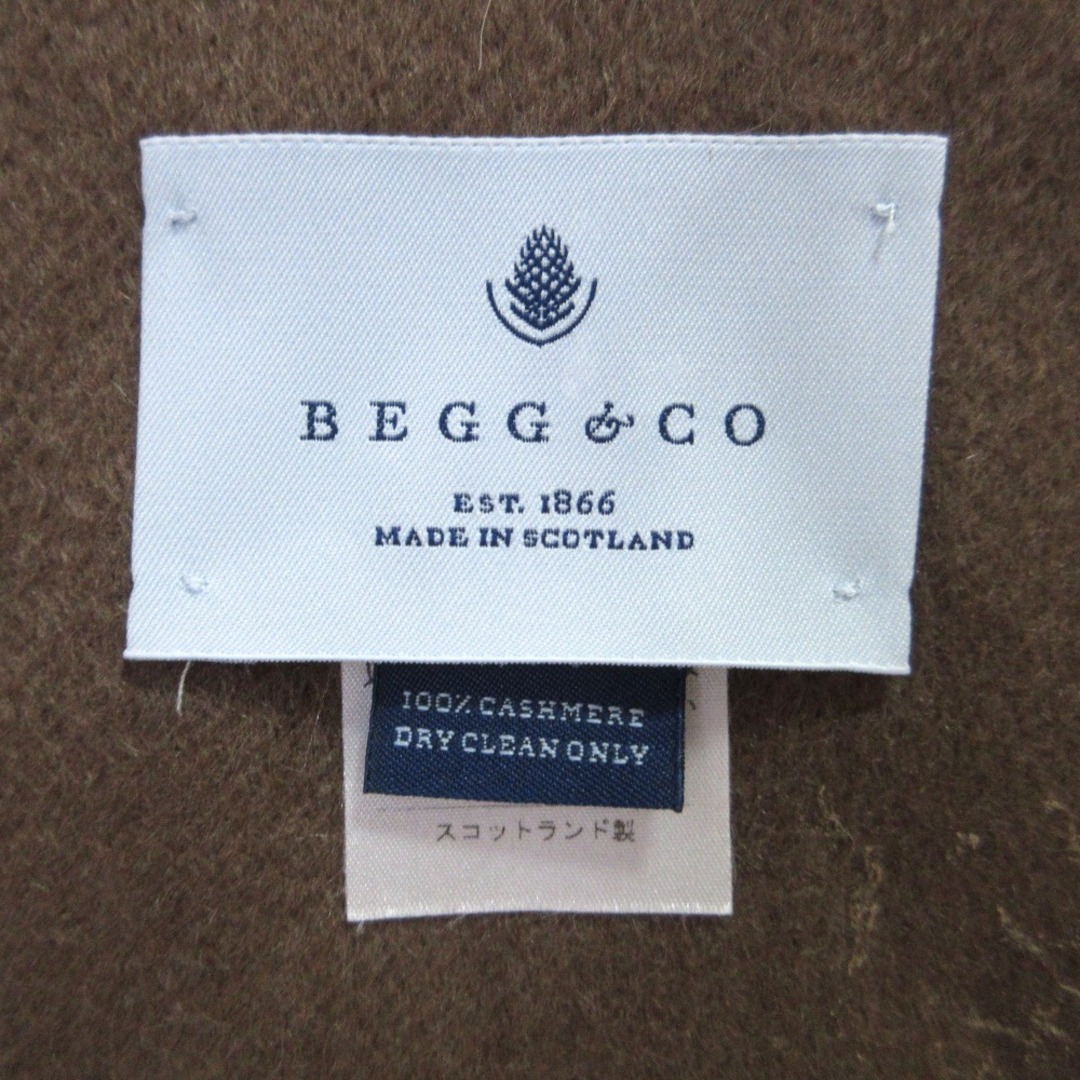 BEGG & CO
EST. 1866
MADE IN SCOTLAND
100% CASHMERE
DRY CLEAN ONLY
スコットランド製